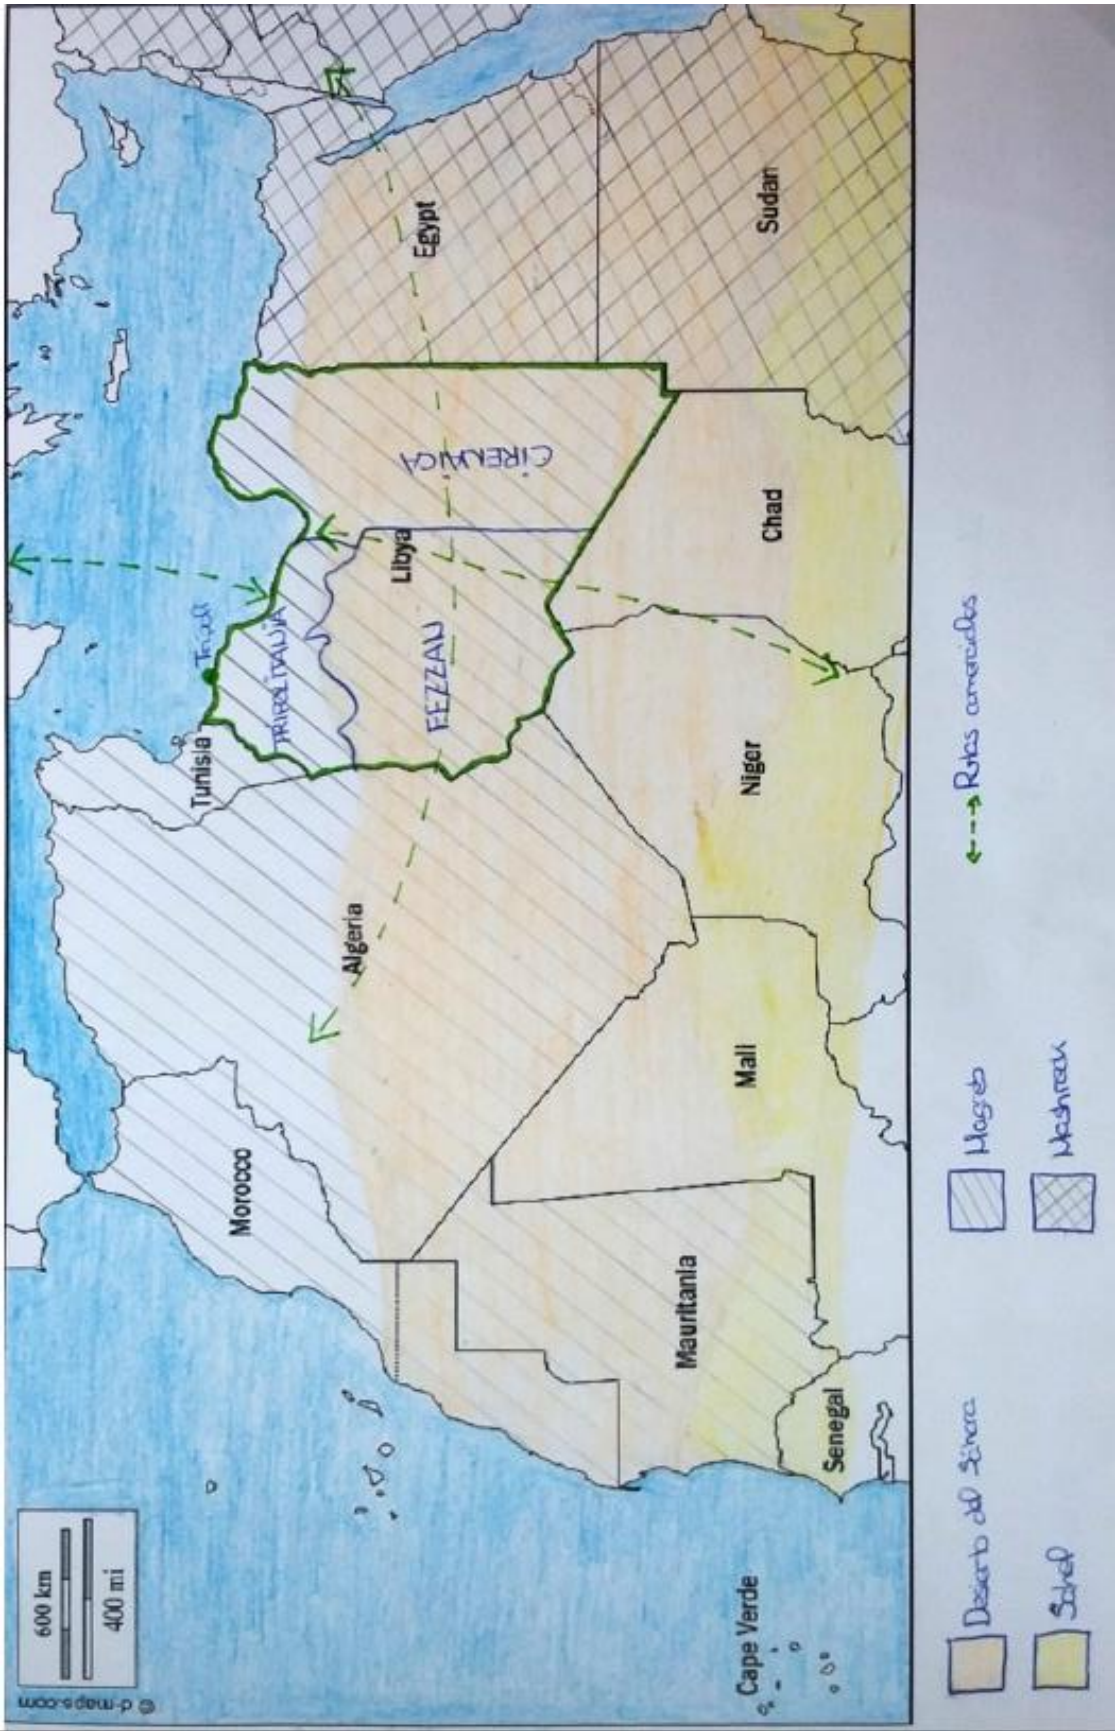 600 km
400 mi
© d-maps.com
Morocco
Algeria
Tunisia
Tripoli
TRIPOLITANIA
FEZZAN
Libya
CIRENAICA
Egypt
Cape Verde
Senegal
Mauritania
Mali
Niger
Chad
Sudan
Desierto del Sáhara
Sahel
Magreb
Mashreck
Rutas comerciales